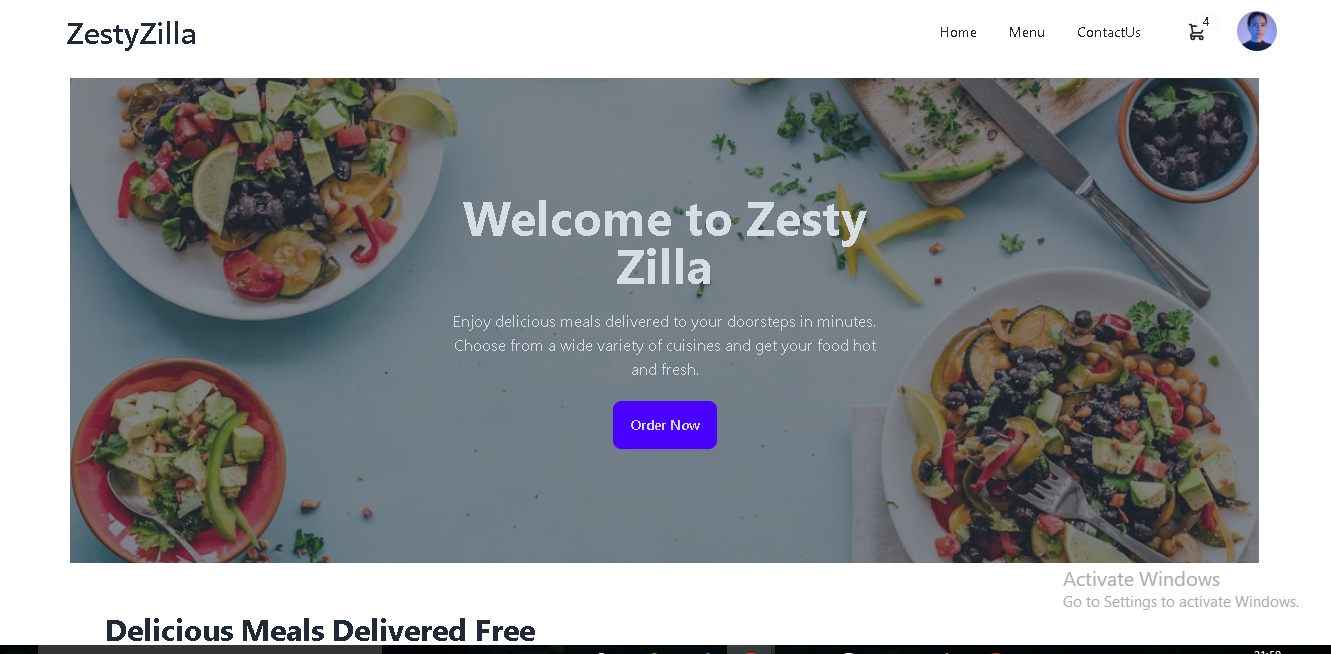 ZestyZilla
Home
Menu
ContactUs
4
Welcome to Zesty
Zilla
Enjoy delicious meals delivered to your doorsteps in minutes.
Choose from a wide variety of cuisines and get your food hot
and fresh.
Order Now
Activate Windows
Go to Settings to activate Windows.
Delicious Meals Delivered Free